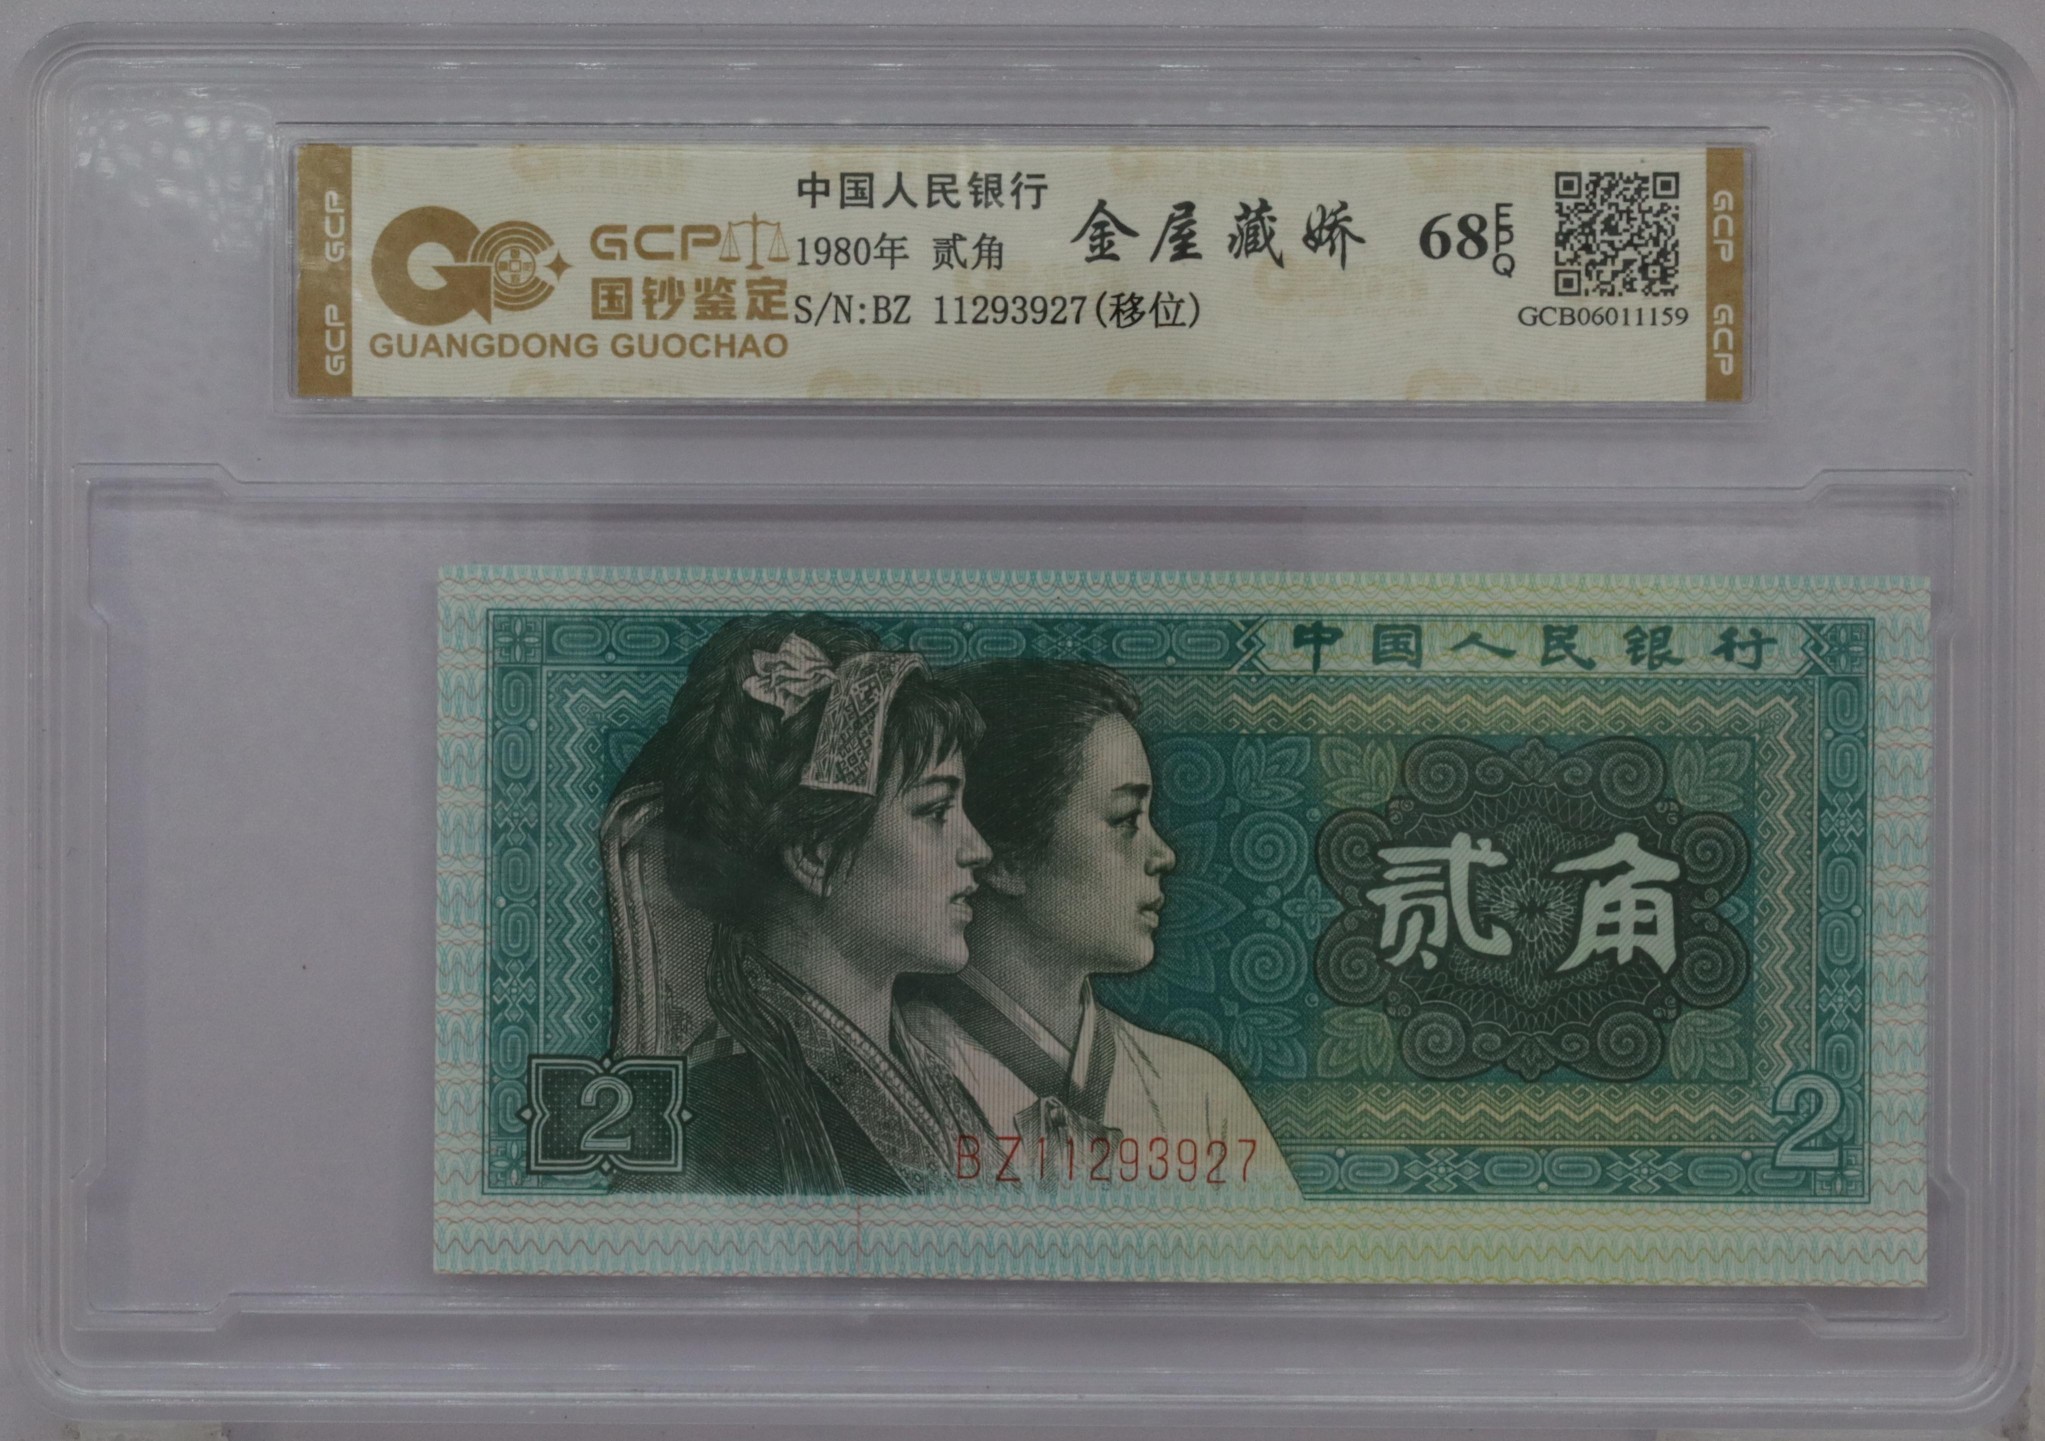 GCP GCP
GCP
国钞鉴定
GUANGDONG GUOCHAO
中国人民银行
1980年 贰角
S/N:BZ 11293927(移位)
金屋藏娇
68 EPQ
GCB06011159
GCP GCP
中国人民银行
贰角
2
BZ11293927
2